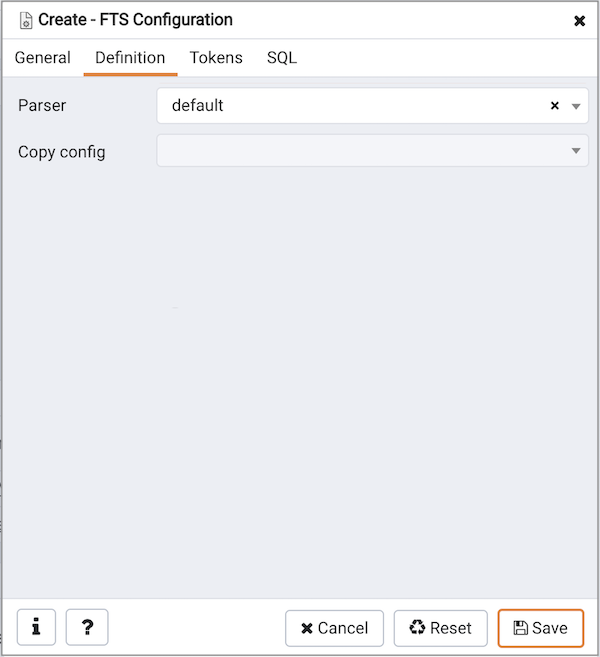 Create - FTS Configuration
General Definition Tokens SQL
Parser default
Copy config
Cancel Reset Save